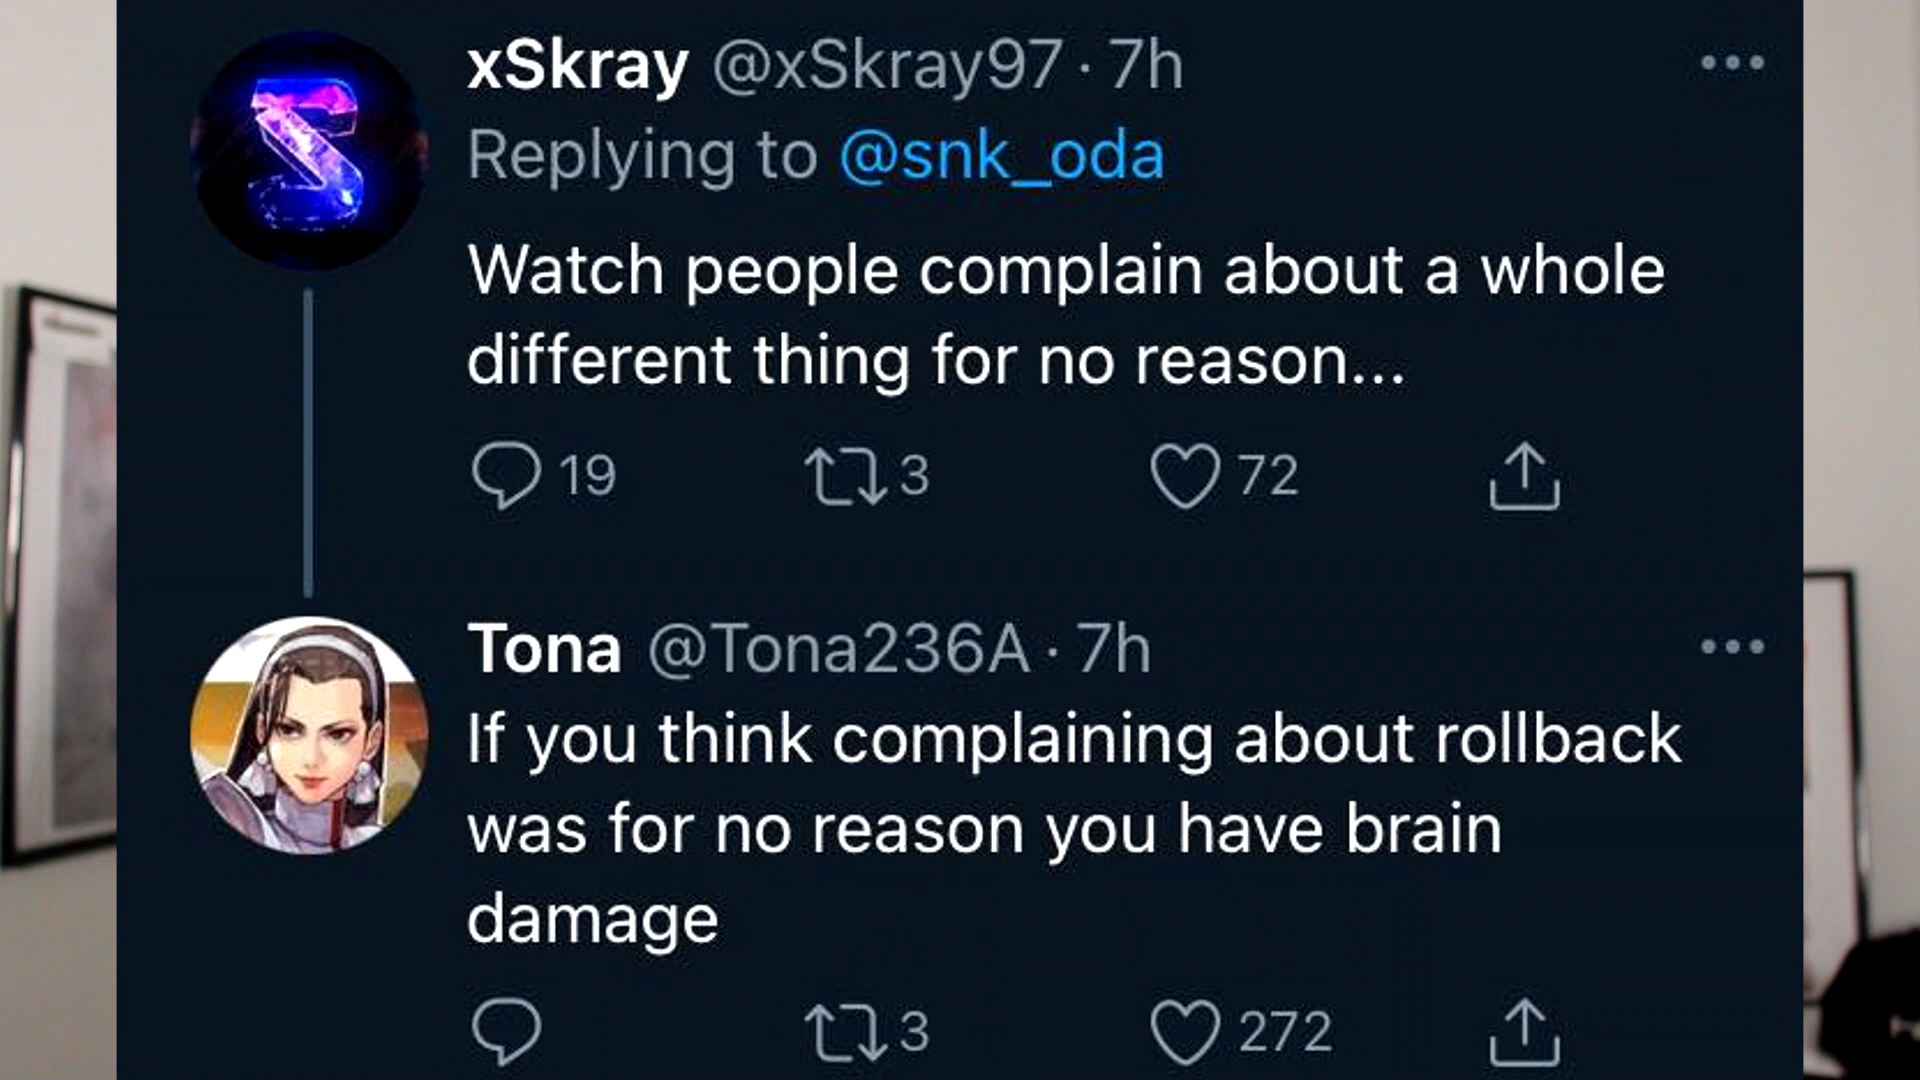 xSkray @xSkray97 · 7h
Replying to @snk_oda
Watch people complain about a whole
different thing for no reason...
19 3 72
Tona @Tona236A · 7h
If you think complaining about rollback
was for no reason you have brain
damage
3 272